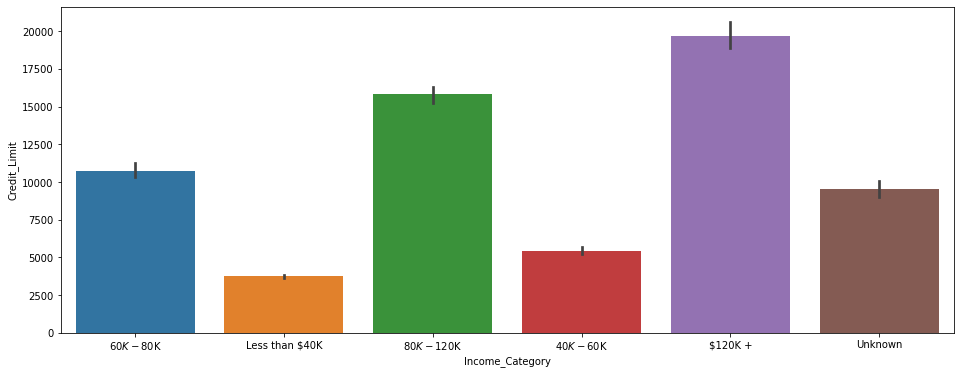 20000
17500
15000
12500
10000
7500
5000
2500
0
Credit_Limit
60K − 80K
Less than $40K
80K − 120K
40K − 60K
$120K +
Unknown
Income_Category